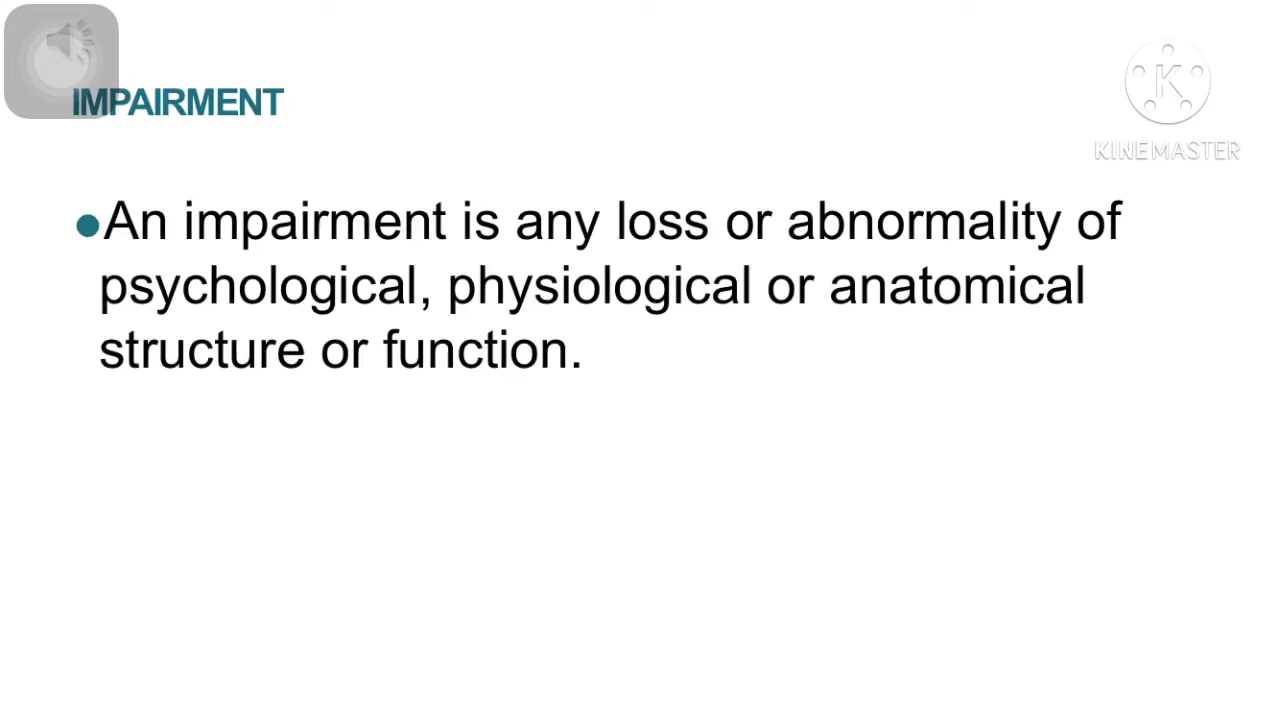 IMPAIRMENT
K
KINEMASTER
●An impairment is any loss or abnormality of
psychological, physiological or anatomical
structure or function.